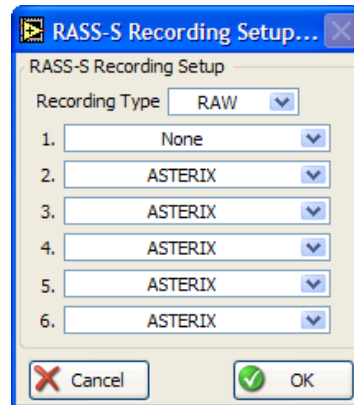 RASS-S Recording Setup...
RASS-S Recording Setup
Recording Type RAW
1. None
2. ASTERIX
3. ASTERIX
4. ASTERIX
5. ASTERIX
6. ASTERIX
Cancel OK